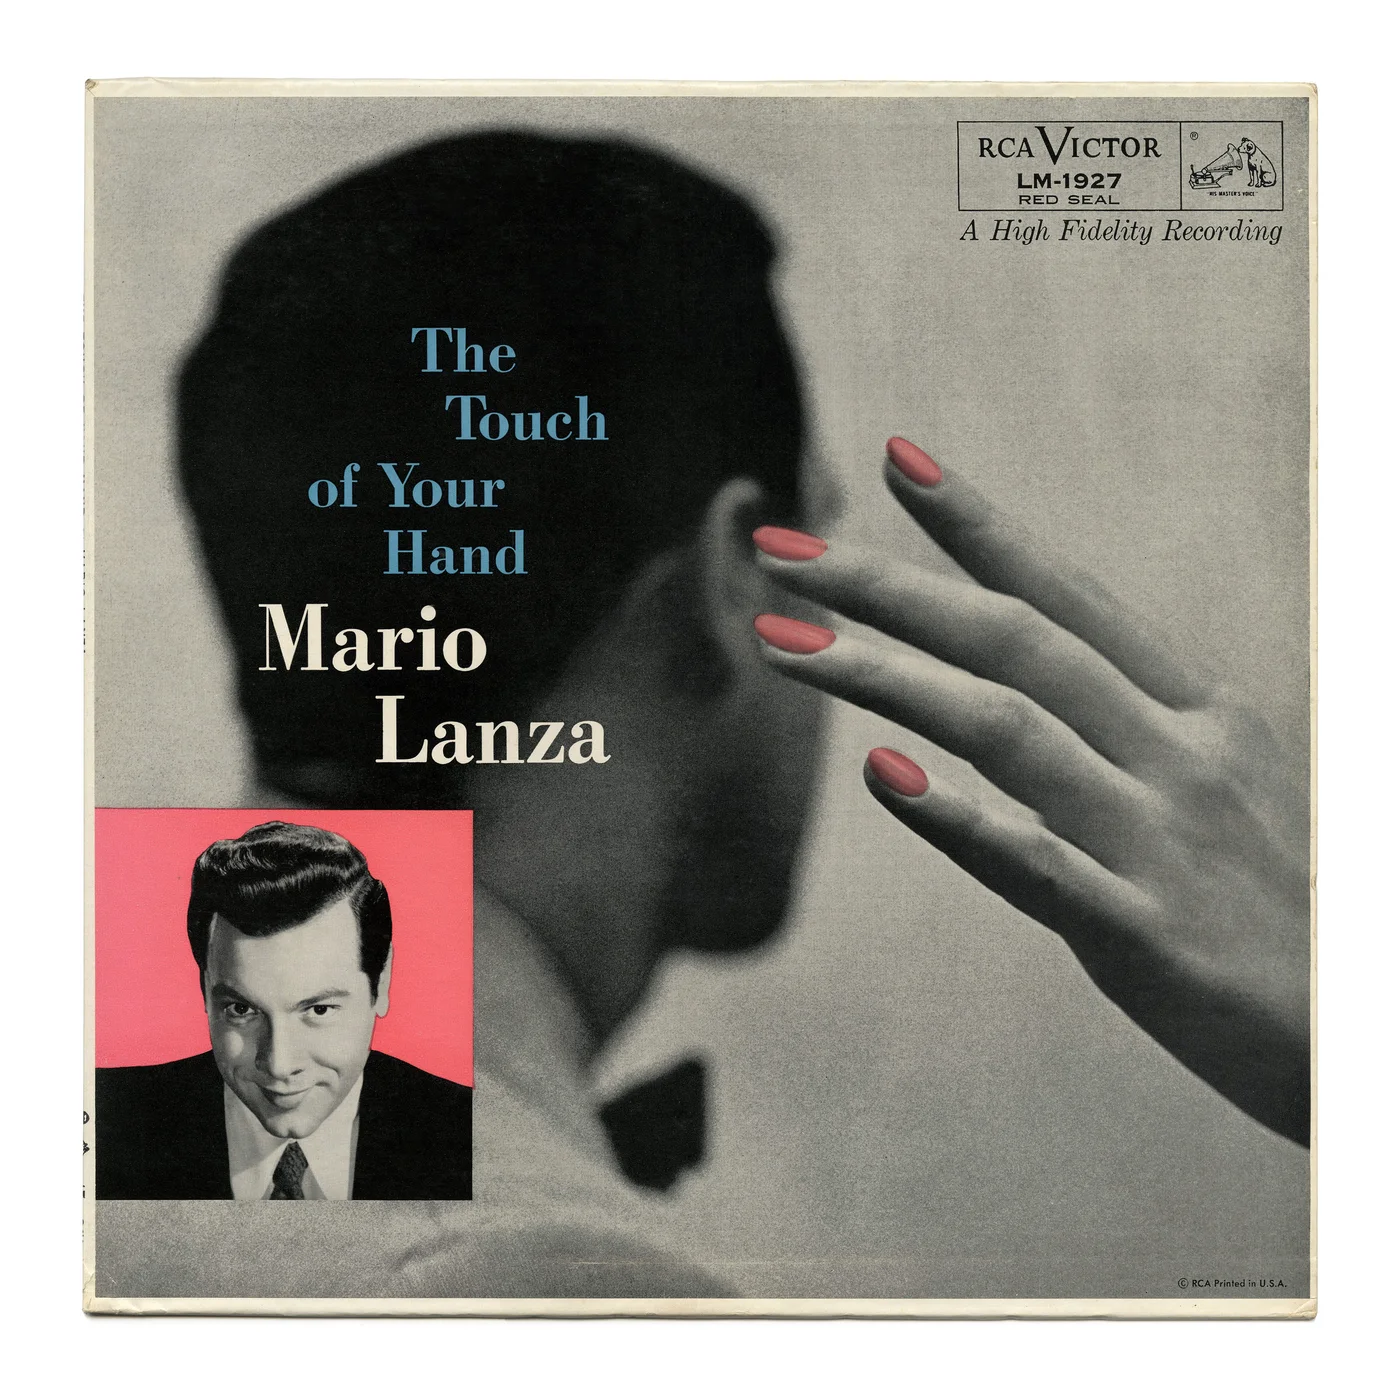 RCA VICTOR
LM-1927
RED SEAL
®
"HIS MASTER'S VOICE"
A High Fidelity Recording
The
Touch
of Your
Hand
Mario
Lanza
© RCA Printed in U.S.A.